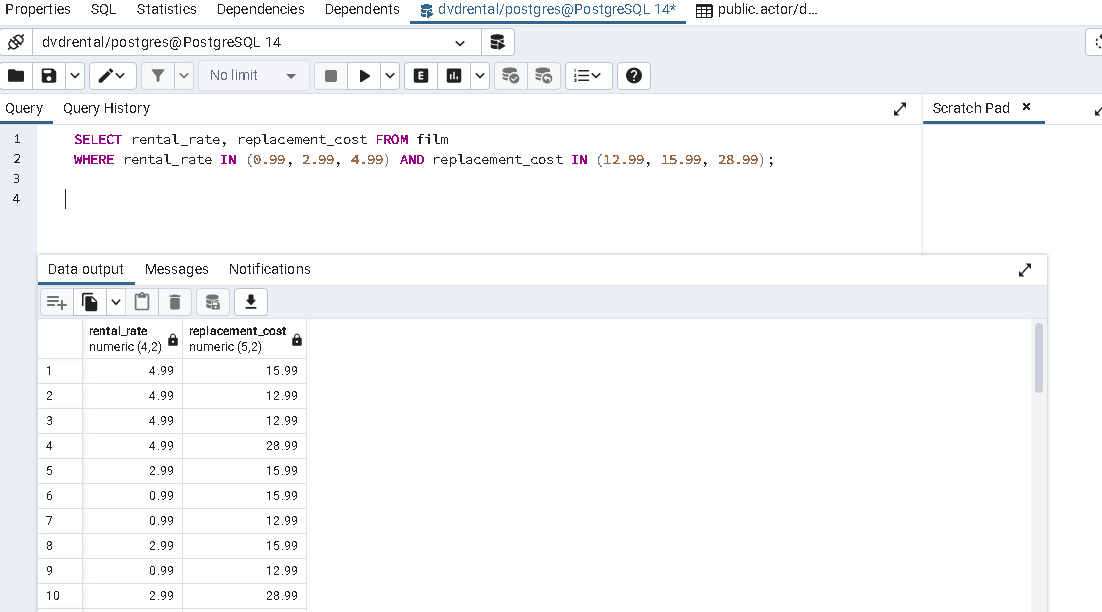 Properties SQL Statistics Dependencies Dependents dvdrental/postgres@PostgreSQL 14* public.actor/d...
dvdrental/postgres@PostgreSQL 14
No limit E
Query Query History Scratch Pad
1 SELECT rental_rate, replacement_cost FROM film
2 WHERE rental_rate IN (0.99, 2.99, 4.99) AND replacement_cost IN (12.99, 15.99, 28.99);
3
4
Data output Messages Notifications
rental_rate replacement_cost
numeric (4,2) numeric (5,2)
1 4.99 15.99
2 4.99 12.99
3 4.99 12.99
4 4.99 28.99
5 2.99 15.99
6 0.99 15.99
7 0.99 12.99
8 2.99 15.99
9 0.99 12.99
10 2.99 28.99